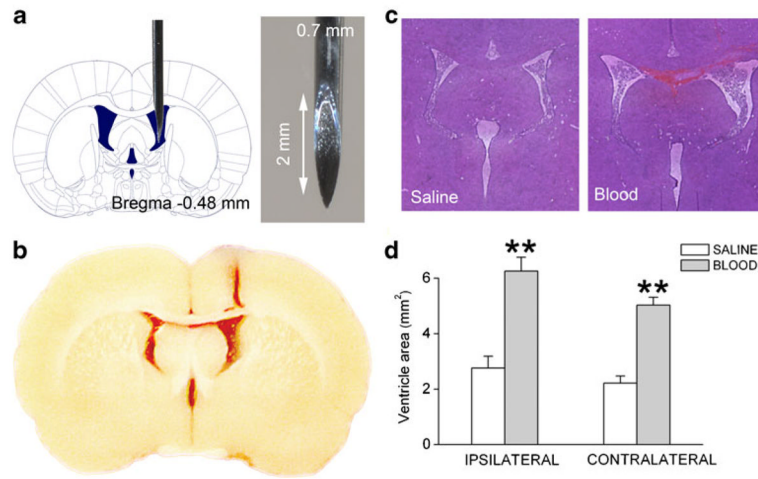 a
0.7 mm
2 mm
Bregma -0.48 mm
b
c
Saline
Blood
d
**
**
SALINE
BLOOD
Ventricle area (mm²)
6
4
2
0
IPSILATERAL
CONTRALATERAL